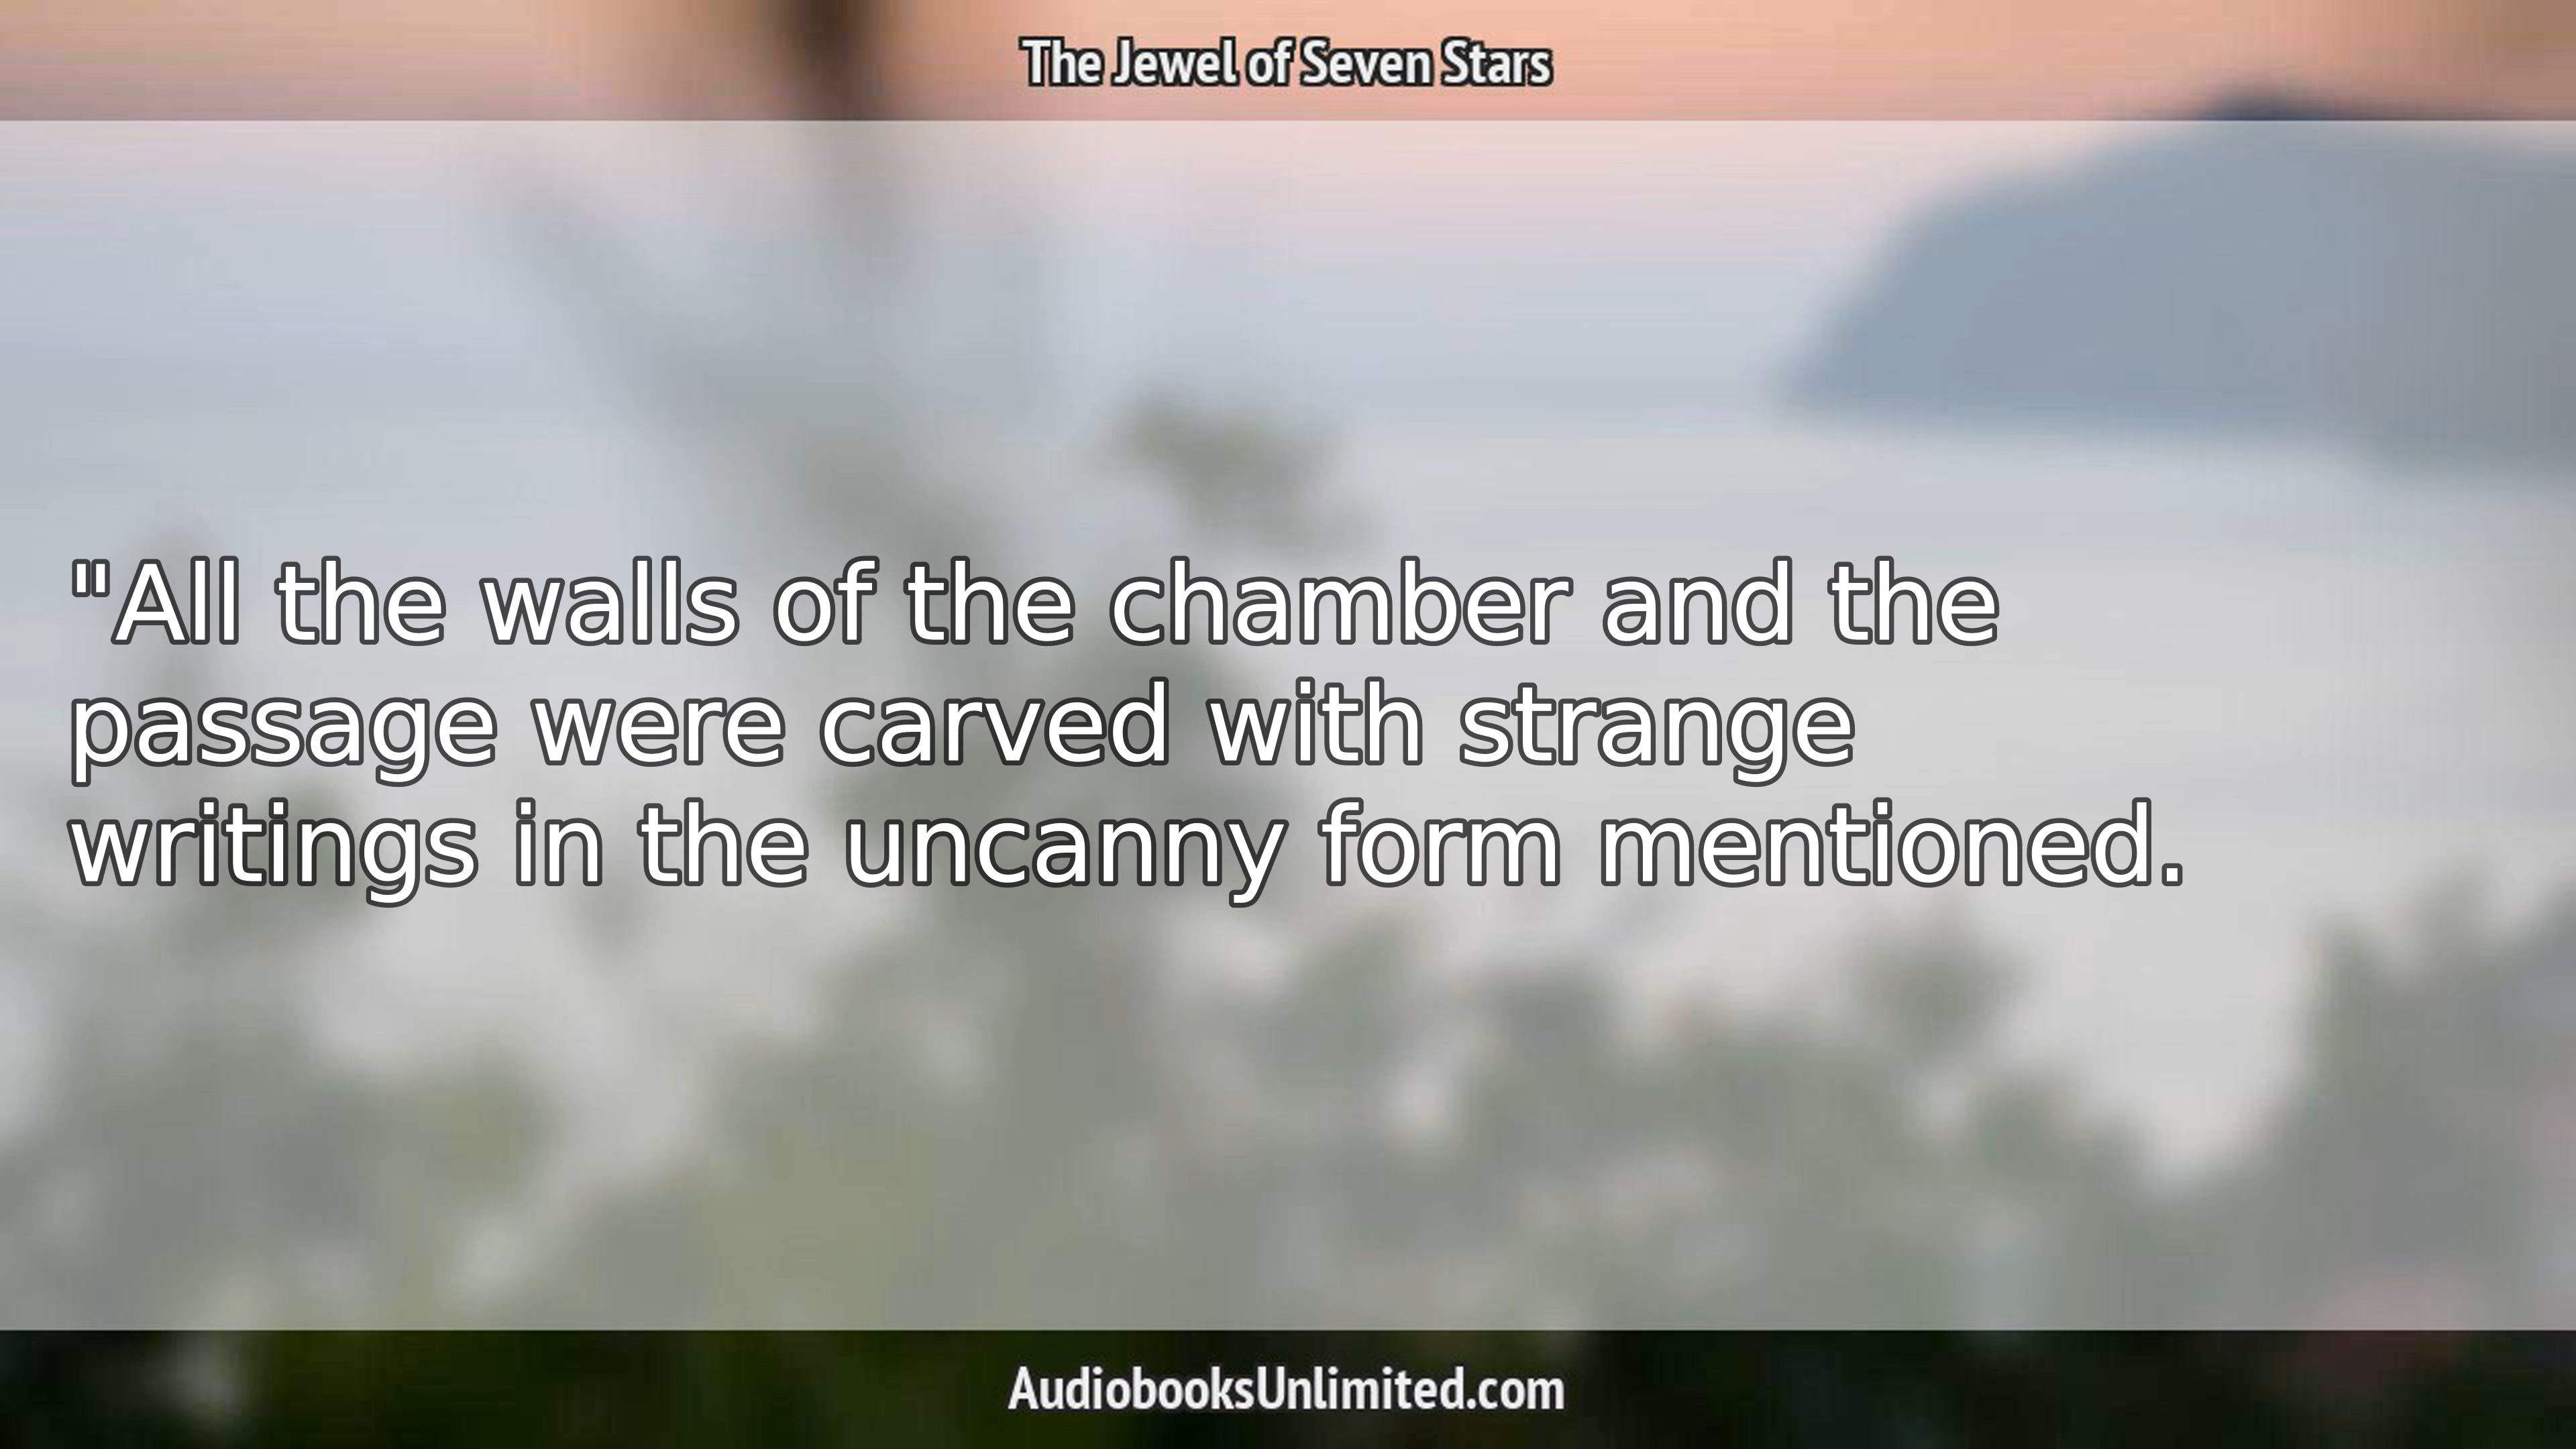 The Jewel of Seven Stars
"All the walls of the chamber and the
passage were carved with strange
writings in the uncanny form mentioned.
AudiobooksUnlimited.com